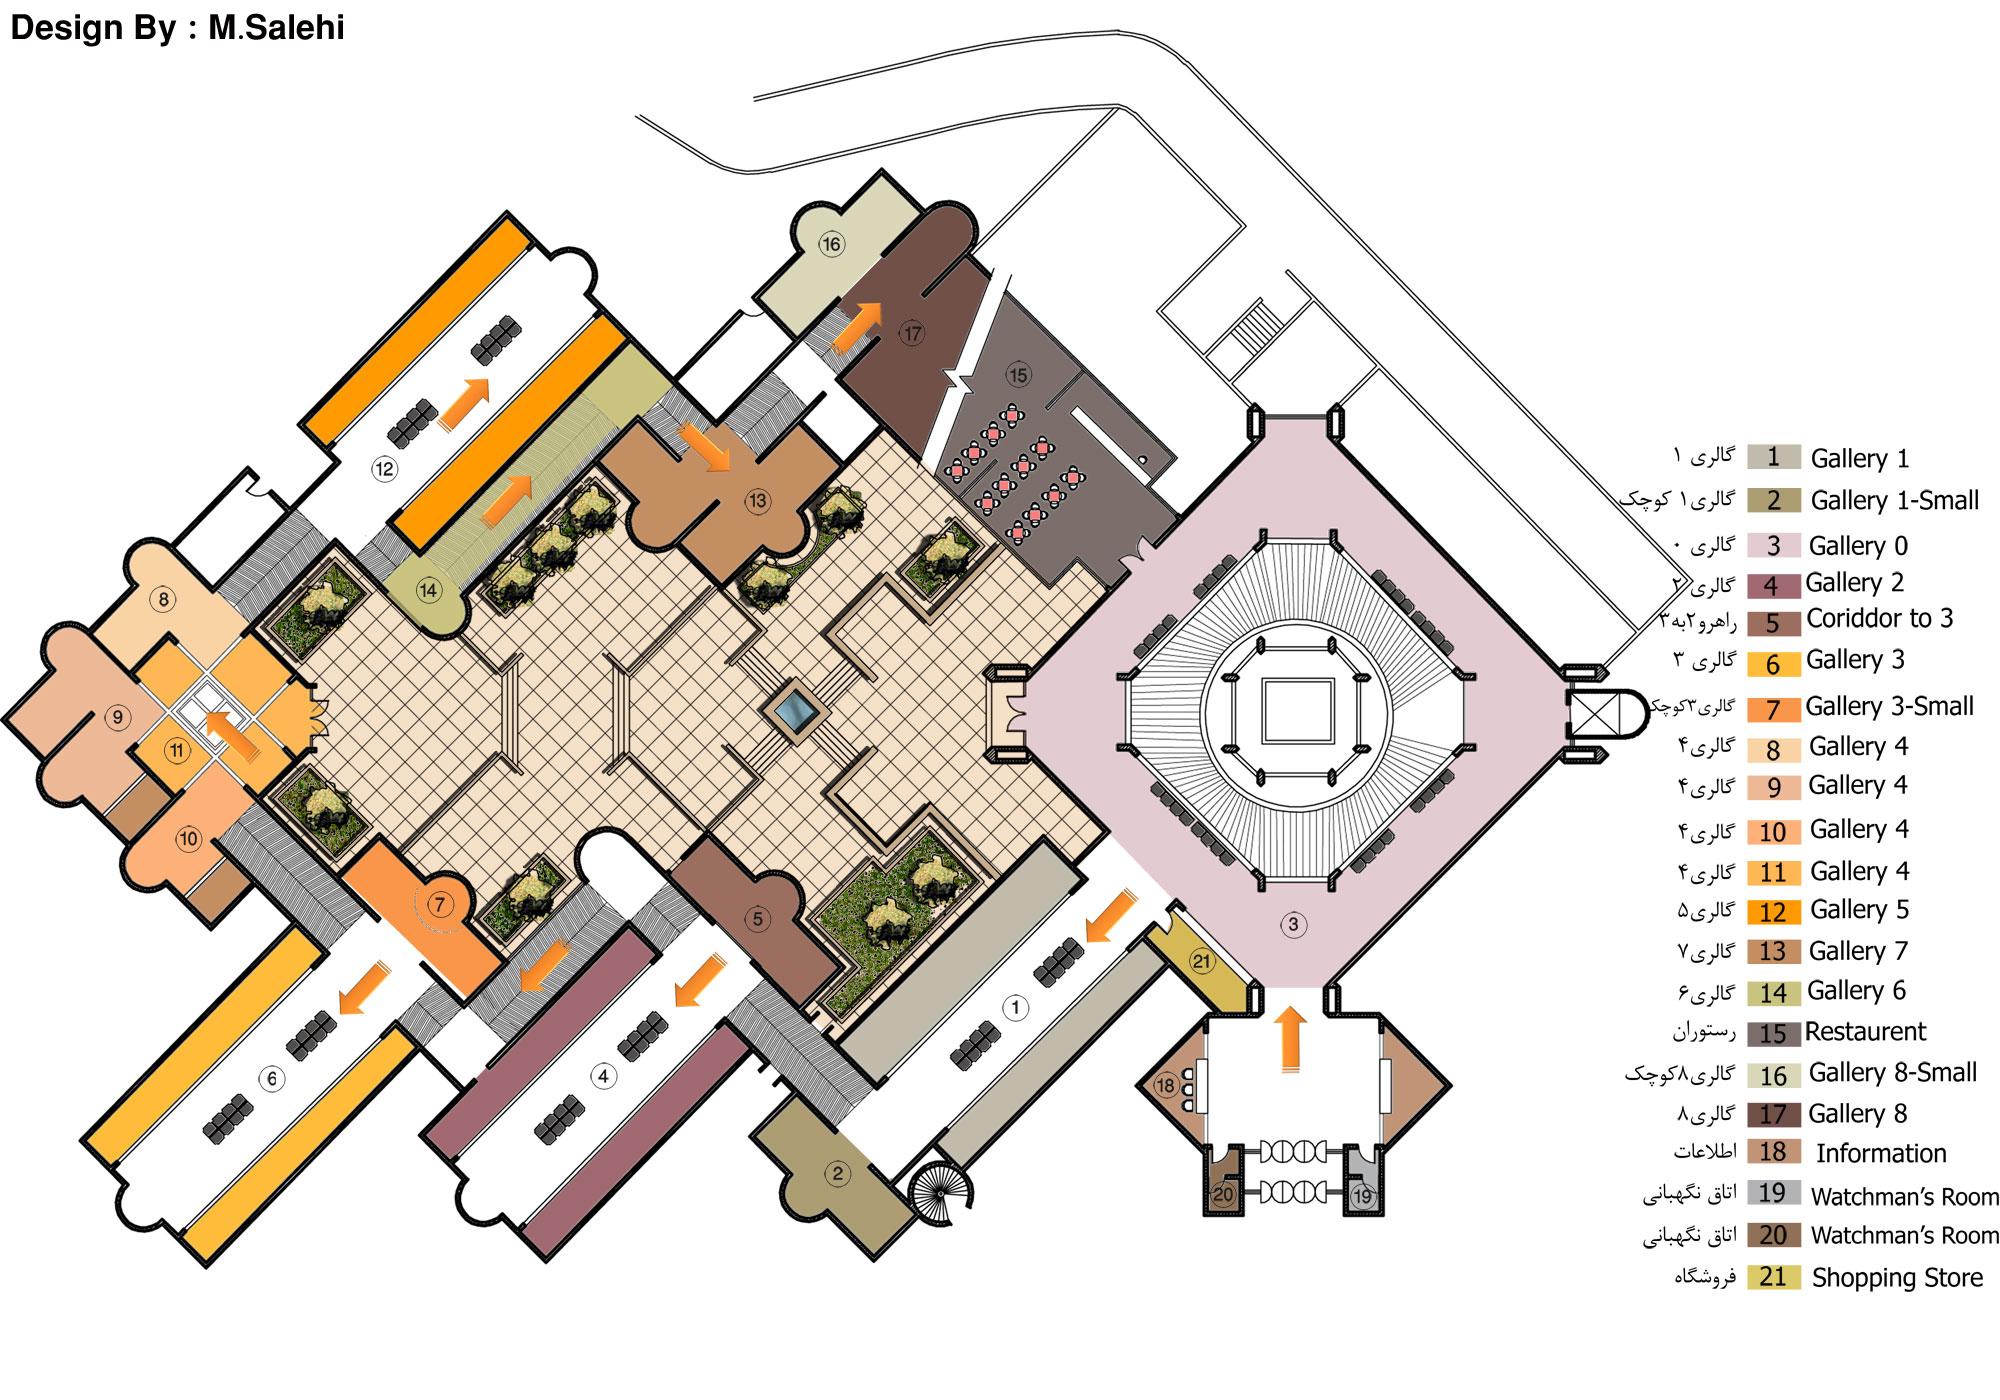 Design By : M.Salehi
16
17
15
12
13
14
8
9
11
10
7
5
3
21
1
6
4
18
2
20
19
گالری ۱ 1 Gallery 1
گالری۱ کوچک 2 Gallery 1-Small
گالری ۰ 3 Gallery 0
گالری۲ 4 Gallery 2
راهرو۲به۳ 5 Coriddor to 3
گالری ۳ 6 Gallery 3
گالری۳کوچک 7 Gallery 3-Small
گالری۴ 8 Gallery 4
گالری۴ 9 Gallery 4
گالری۴ 10 Gallery 4
گالری۴ 11 Gallery 4
گالری۵ 12 Gallery 5
گالری۷ 13 Gallery 7
گالری۶ 14 Gallery 6
رستوران 15 Restaurent
گالری۸کوچک 16 Gallery 8-Small
گالری۸ 17 Gallery 8
اطلاعات 18 Information
اتاق نگهبانی 19 Watchman's Room
اتاق نگهبانی 20 Watchman's Room
فروشگاه 21 Shopping Store